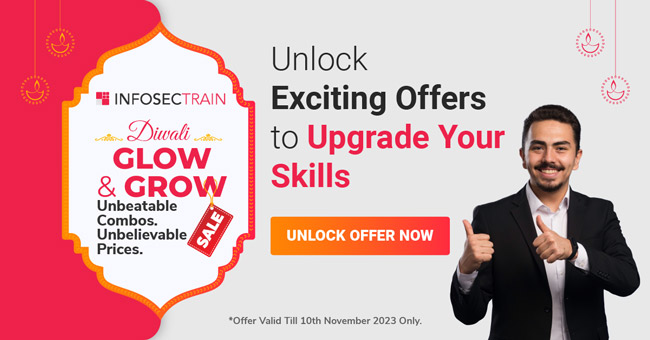 INFOSECTRAIN
Diwali
GLOW
& GROW
Unbeatable
Combos.
Unbelievable
Prices.
SALE
Unlock
Exciting Offers
to Upgrade Your
Skills
UNLOCK OFFER NOW
*Offer Valid Till 10th November 2023 Only.